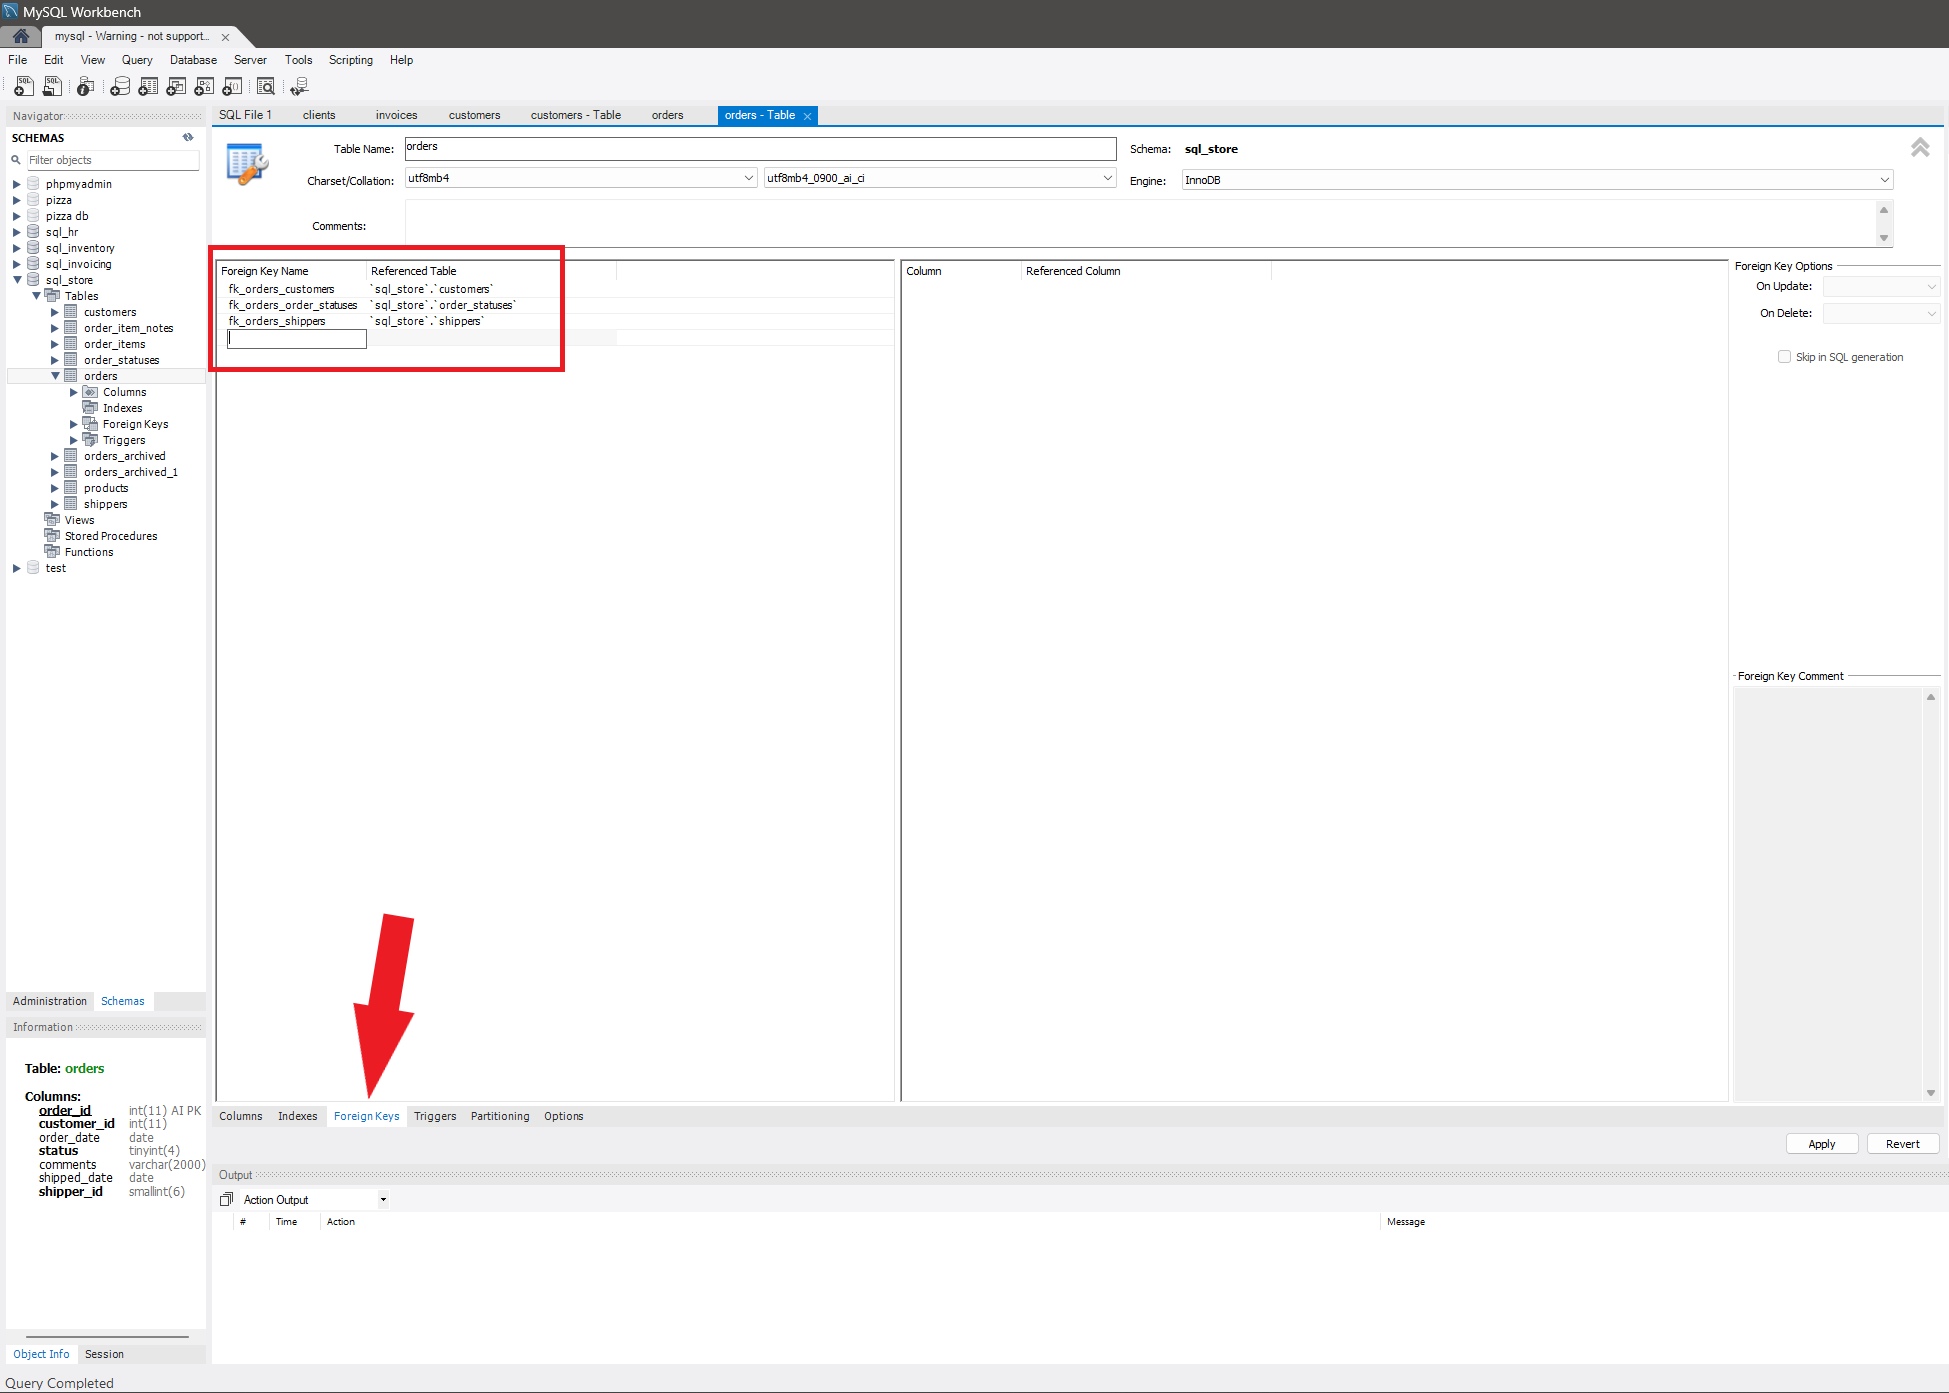 MySQL Workbench
mysql - Warning - not support...
File Edit View Query Database Server Tools Scripting Help
Navigator
SCHEMAS
Filter objects
phpmyadmin
pizza
pizza db
sql_hr
sql_inventory
sql_invoicing
sql_store
Tables
customers
order_item_notes
order_items
order_statuses
orders
Columns
Indexes
Foreign Keys
Triggers
orders_archived
orders_archived_1
products
shippers
Views
Stored Procedures
Functions
test
Administration Schemas
Information
Table: orders
Columns:
order_id int(11) AI PK
customer_id int(11)
order_date date
status tinyint(4)
comments varchar(2000)
shipped_date date
shipper_id smallint(6)
Object Info Session
SQL File 1 clients invoices customers customers - Table orders orders - Table
Table Name: orders Schema: sql_store
Charset/Collation: utf8mb4 utf8mb4_0900_ai_ci Engine: InnoDB
Comments:
Foreign Key Name Referenced Table
fk_orders_customers `sql_store`.`customers`
fk_orders_order_statuses `sql_store`.`order_statuses`
fk_orders_shippers `sql_store`.`shippers`
Column Referenced Column
Foreign Key Options
On Update:
On Delete:
Skip in SQL generation
Foreign Key Comment
Columns Indexes Foreign Keys Triggers Partitioning Options
Apply Revert
Output
Action Output
# Time Action Message
Query Completed